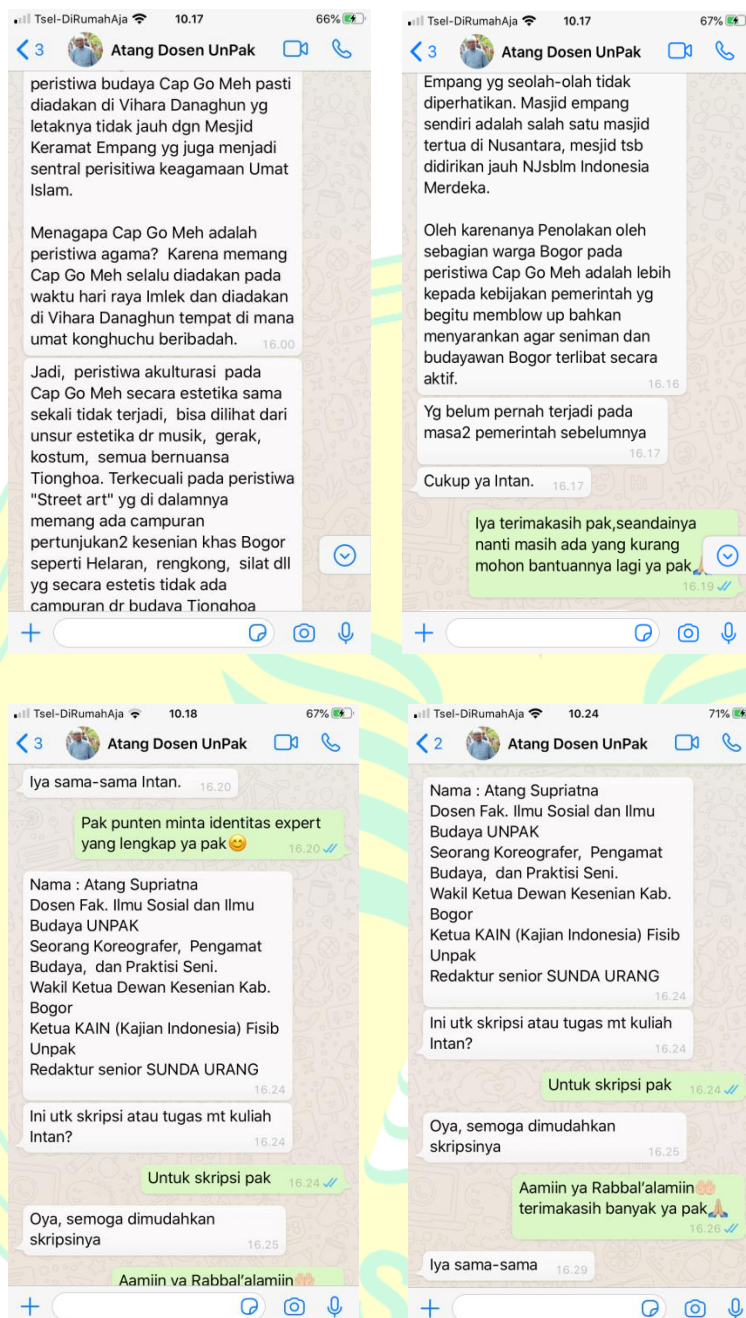 Tsel-DiRumahAja 10.17 66%
3 Atang Dosen UnPak
peristiwa budaya Cap Go Meh pasti
diadakan di Vihara Danaghun yg
letaknya tidak jauh dgn Mesjid
Keramat Empang yg juga menjadi
sentral perisitiwa keagamaan Umat
Islam.
Menagapa Cap Go Meh adalah
peristiwa agama? Karena memang
Cap Go Meh selalu diadakan pada
waktu hari raya Imlek dan diadakan
di Vihara Danaghun tempat di mana
umat konghuchu beribadah. 16.00
Jadi, peristiwa akulturasi pada
Cap Go Meh secara estetika sama
sekali tidak terjadi, bisa dilihat dari
unsur estetika dr musik, gerak,
kostum, semua bernuansa
Tionghoa. Terkecuali pada peristiwa
"Street art" yg di dalamnya
memang ada campuran
pertunjukan2 kesenian khas Bogor
seperti Helaran, rengkong, silat dll
yg secara estetis tidak ada
campuran dr budaya Tionghoa
Tsel-DiRumahAja 10.17 67%
3 Atang Dosen UnPak
Empang yg seolah-olah tidak
diperhatikan. Masjid empang
sendiri adalah salah satu masjid
tertua di Nusantara, mesjid tsb
didirikan jauh NJsblm Indonesia
Merdeka.
Oleh karenanya Penolakan oleh
sebagian warga Bogor pada
peristiwa Cap Go Meh adalah lebih
kepada kebijakan pemerintah yg
begitu memblow up bahkan
menyarankan agar seniman dan
budayawan Bogor terlibat secara
aktif. 16.16
Yg belum pernah terjadi pada
masa2 pemerintah sebelumnya
16.17
Cukup ya Intan. 16.17
Iya terimakasih pak,seandainya
nanti masih ada yang kurang
mohon bantuannya lagi ya pak🙏
16.19
Tsel-DiRumahAja 10.18 67%
3 Atang Dosen UnPak
Iya sama-sama Intan. 16.20
Pak punten minta identitas expert
yang lengkap ya pak😊 16.20
Nama : Atang Supriatna
Dosen Fak. Ilmu Sosial dan Ilmu
Budaya UNPAK
Seorang Koreografer, Pengamat
Budaya, dan Praktisi Seni.
Wakil Ketua Dewan Kesenian Kab.
Bogor
Ketua KAIN (Kajian Indonesia) Fisib
Unpak
Redaktur senior SUNDA URANG
16.24
Ini utk skripsi atau tugas mt kuliah
Intan? 16.24
Untuk skripsi pak 16.24
Oya, semoga dimudahkan
skripsinya 16.25
Aamiin ya Rabbal’alamiin🤲
Tsel-DiRumahAja 10.24 71%
2 Atang Dosen UnPak
Nama : Atang Supriatna
Dosen Fak. Ilmu Sosial dan Ilmu
Budaya UNPAK
Seorang Koreografer, Pengamat
Budaya, dan Praktisi Seni.
Wakil Ketua Dewan Kesenian Kab.
Bogor
Ketua KAIN (Kajian Indonesia) Fisib
Unpak
Redaktur senior SUNDA URANG
16.24
Ini utk skripsi atau tugas mt kuliah
Intan? 16.24
Untuk skripsi pak 16.24
Oya, semoga dimudahkan
skripsinya 16.25
Aamiin ya Rabbal’alamiin🤲
terimakasih banyak ya pak🙏
16.26
Iya sama-sama 16.29